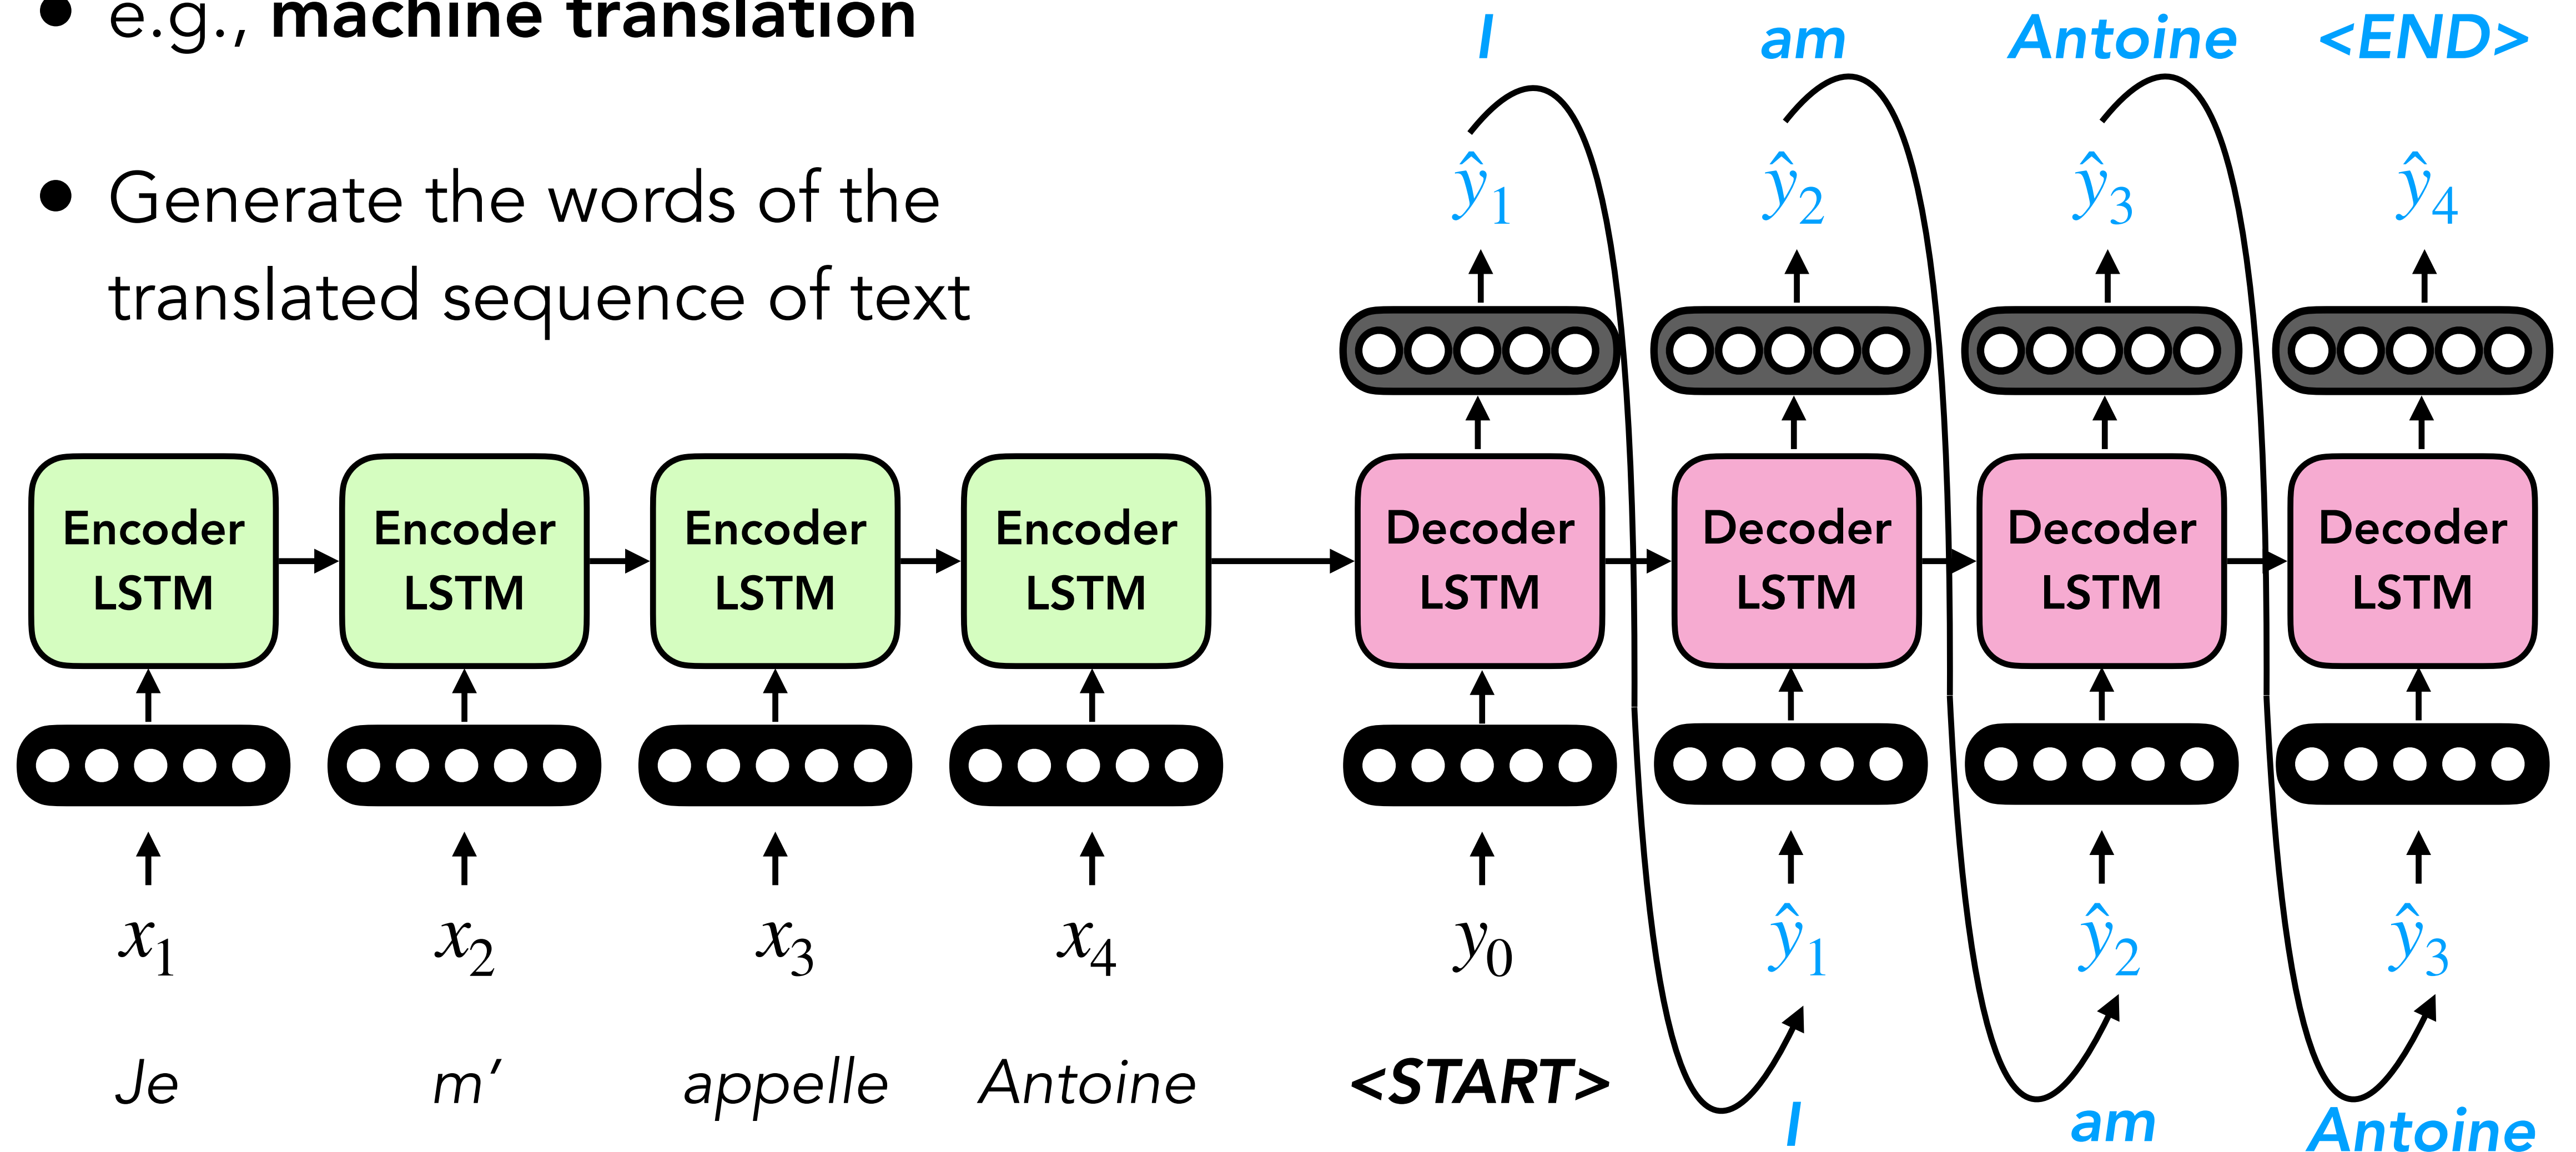 • e.g., machine translation
• Generate the words of the
translated sequence of text
I am Antoine <END>
ŷ1 ŷ2 ŷ3 ŷ4
Encoder LSTM
Encoder LSTM
Encoder LSTM
Encoder LSTM
Decoder LSTM
Decoder LSTM
Decoder LSTM
Decoder LSTM
x1 x2 x3 x4 y0 ŷ1 ŷ2 ŷ3
Je m’ appelle Antoine <START> I am Antoine